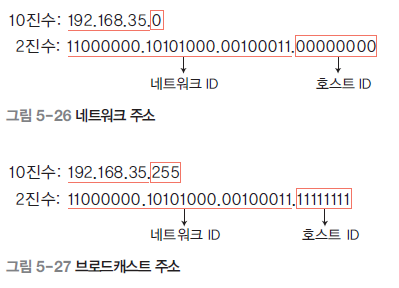 10진수: 192.168.35.0
2진수: 11000000.10101000.00100011.00000000
네트워크 ID 호스트 ID
그림 5-26 네트워크 주소
10진수: 192.168.35.255
2진수: 11000000.10101000.00100011.11111111
네트워크 ID 호스트 ID
그림 5-27 브로드캐스트 주소